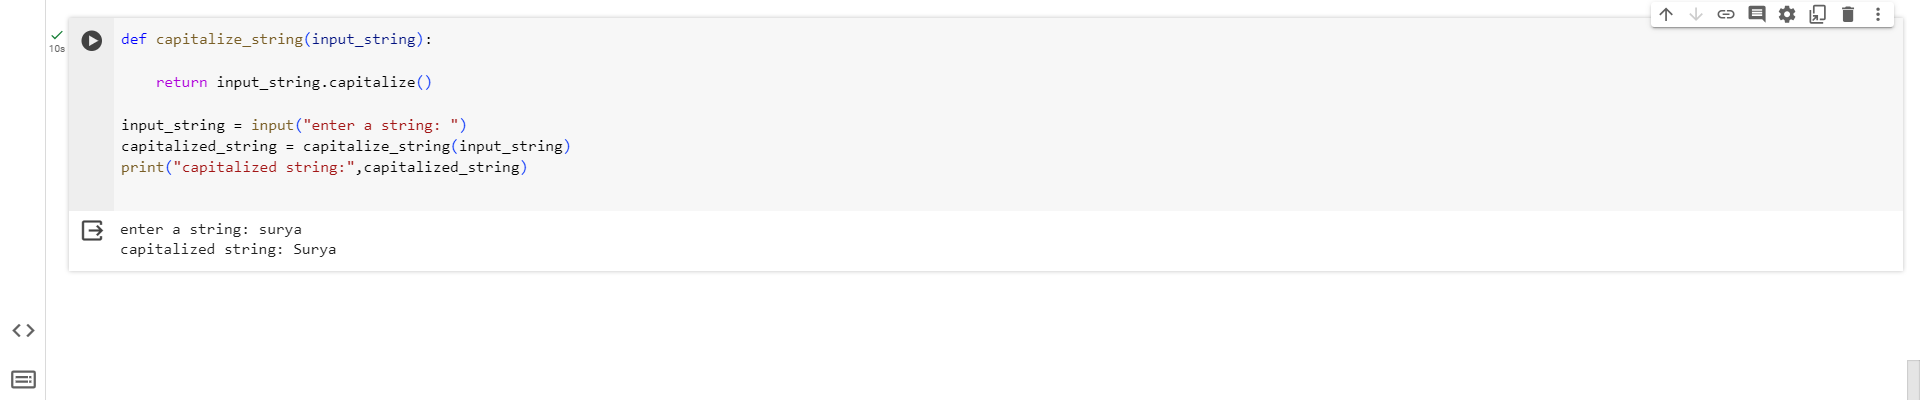 10s
def capitalize_string(input_string):
    return input_string.capitalize()
input_string = input("enter a string: ")
capitalized_string = capitalize_string(input_string)
print("capitalized string:",capitalized_string)
enter a string: surya
capitalized string: Surya